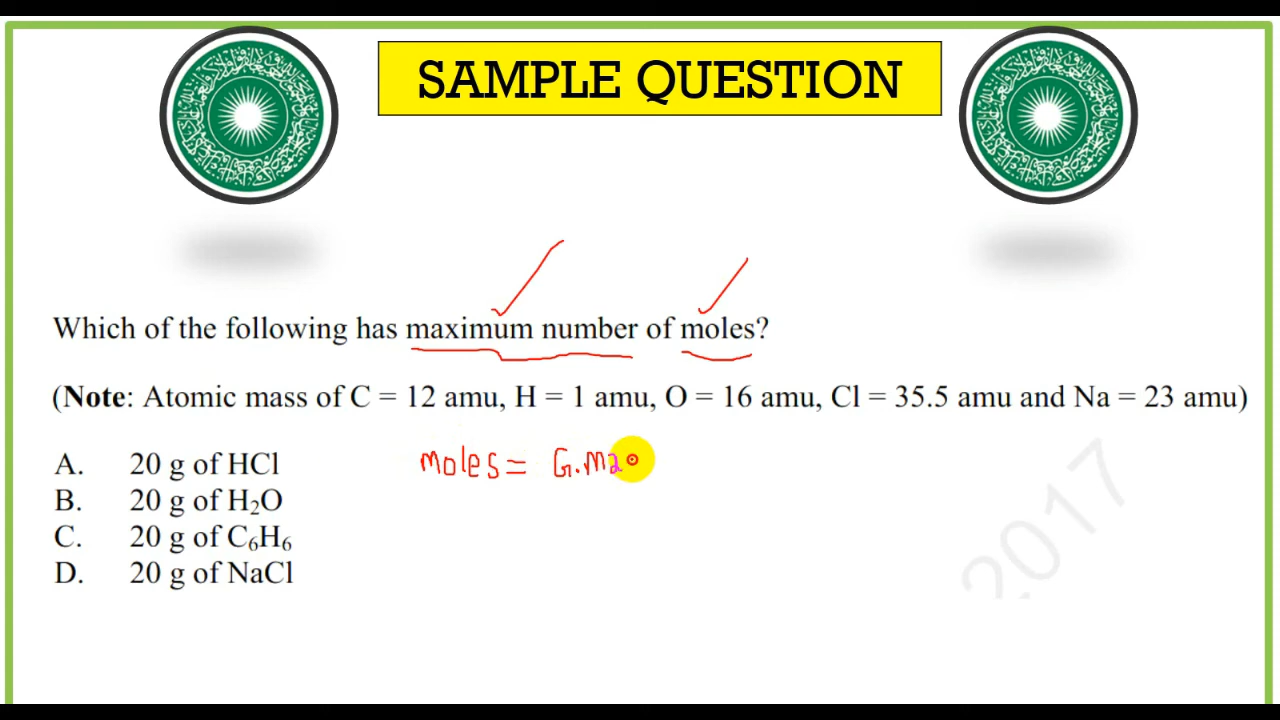 SAMPLE QUESTION
Which of the following has maximum number of moles?
(Note: Atomic mass of C = 12 amu, H = 1 amu, O = 16 amu, Cl = 35.5 amu and Na = 23 amu)
A. 20 g of HCl
B. 20 g of H₂O
C. 20 g of C₆H₆
D. 20 g of NaCl
moles = G.m
2017